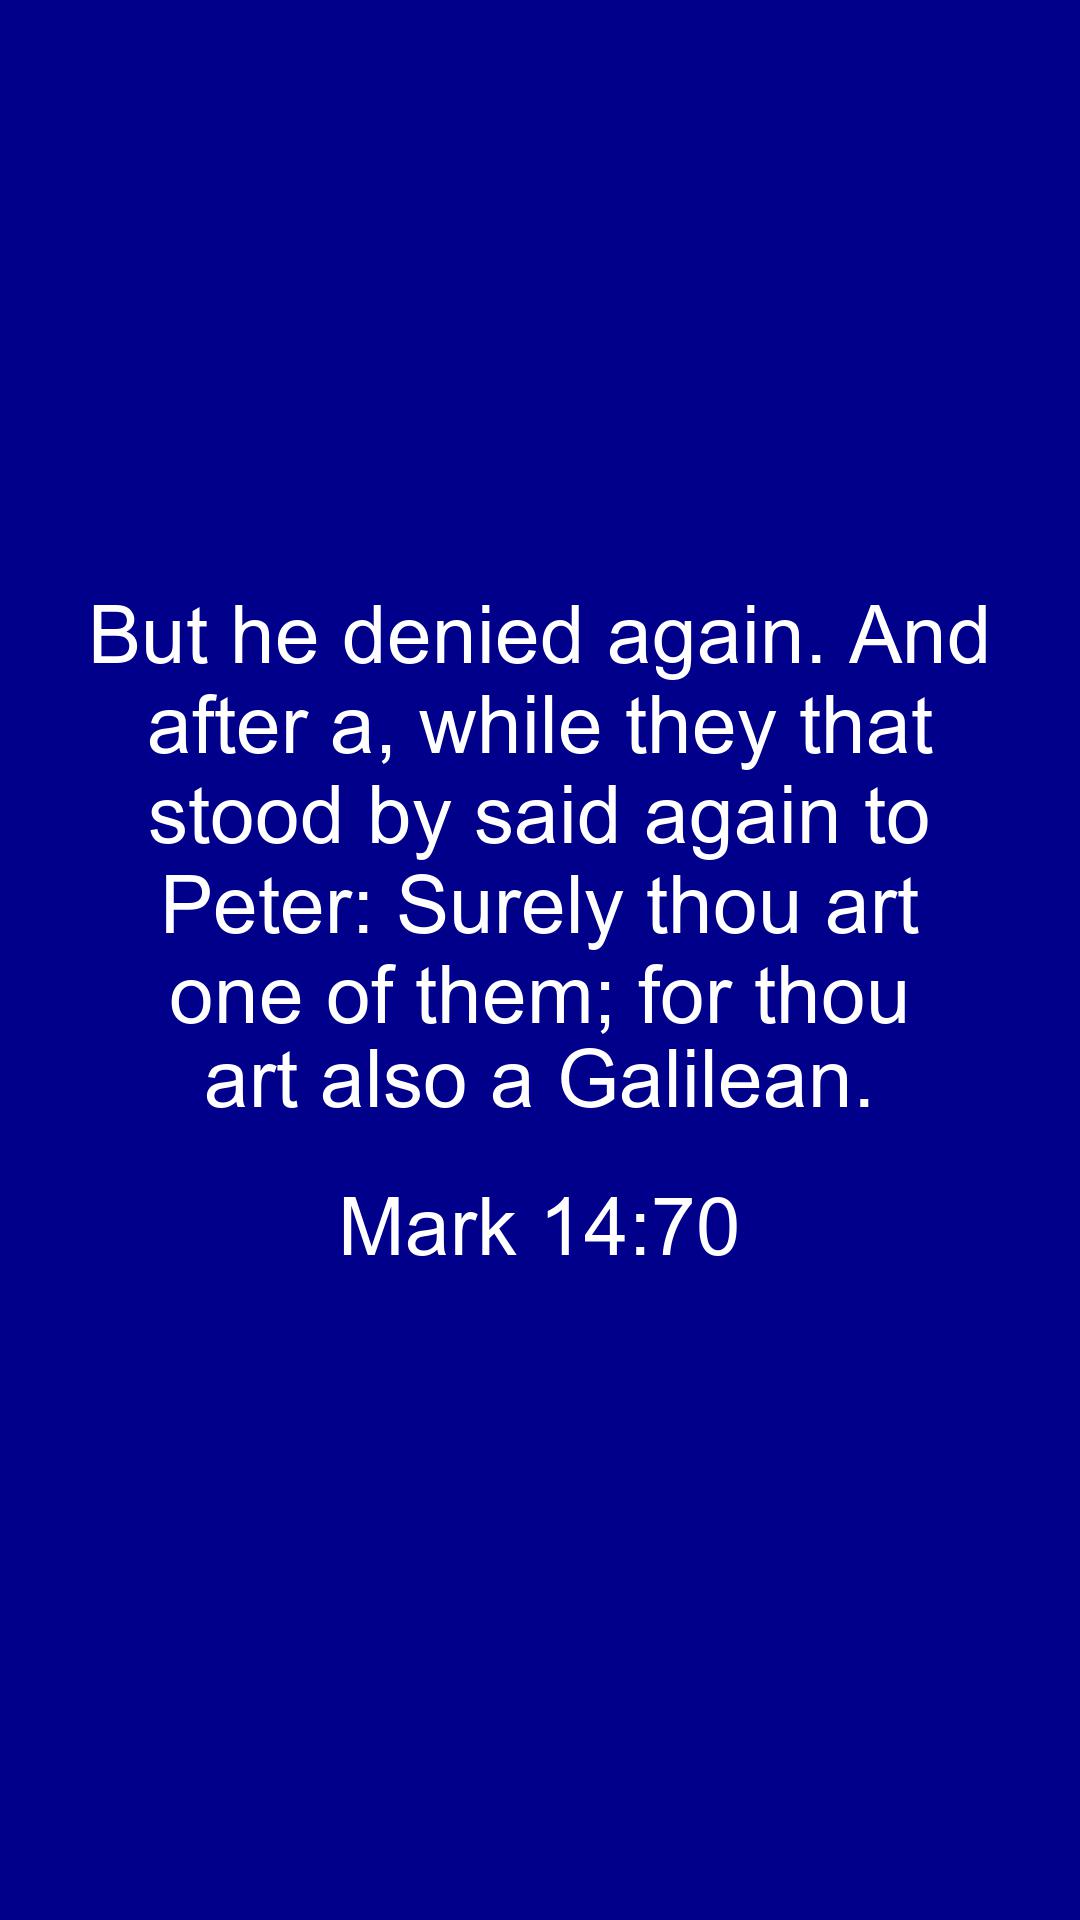 But he denied again. And
after a, while they that
stood by said again to
Peter: Surely thou art
one of them; for thou
art also a Galilean.
Mark 14:70